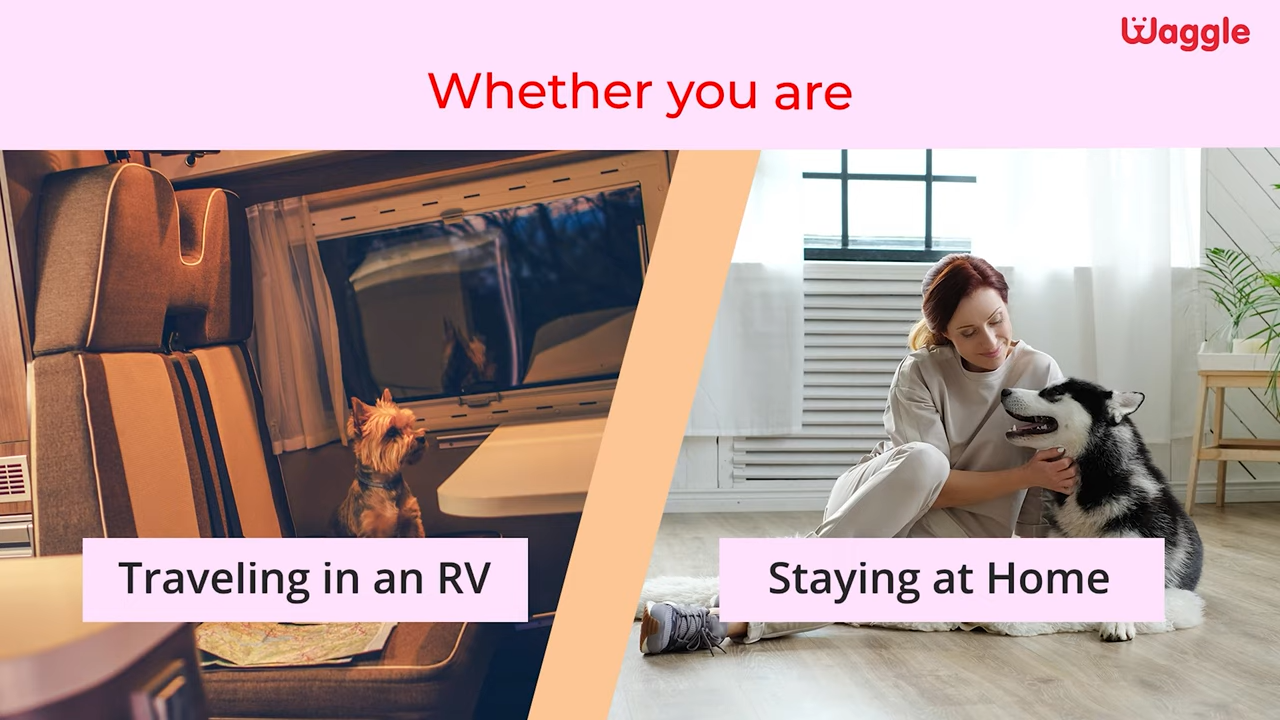 Waggle
Whether you are
Traveling in an RV
Staying at Home